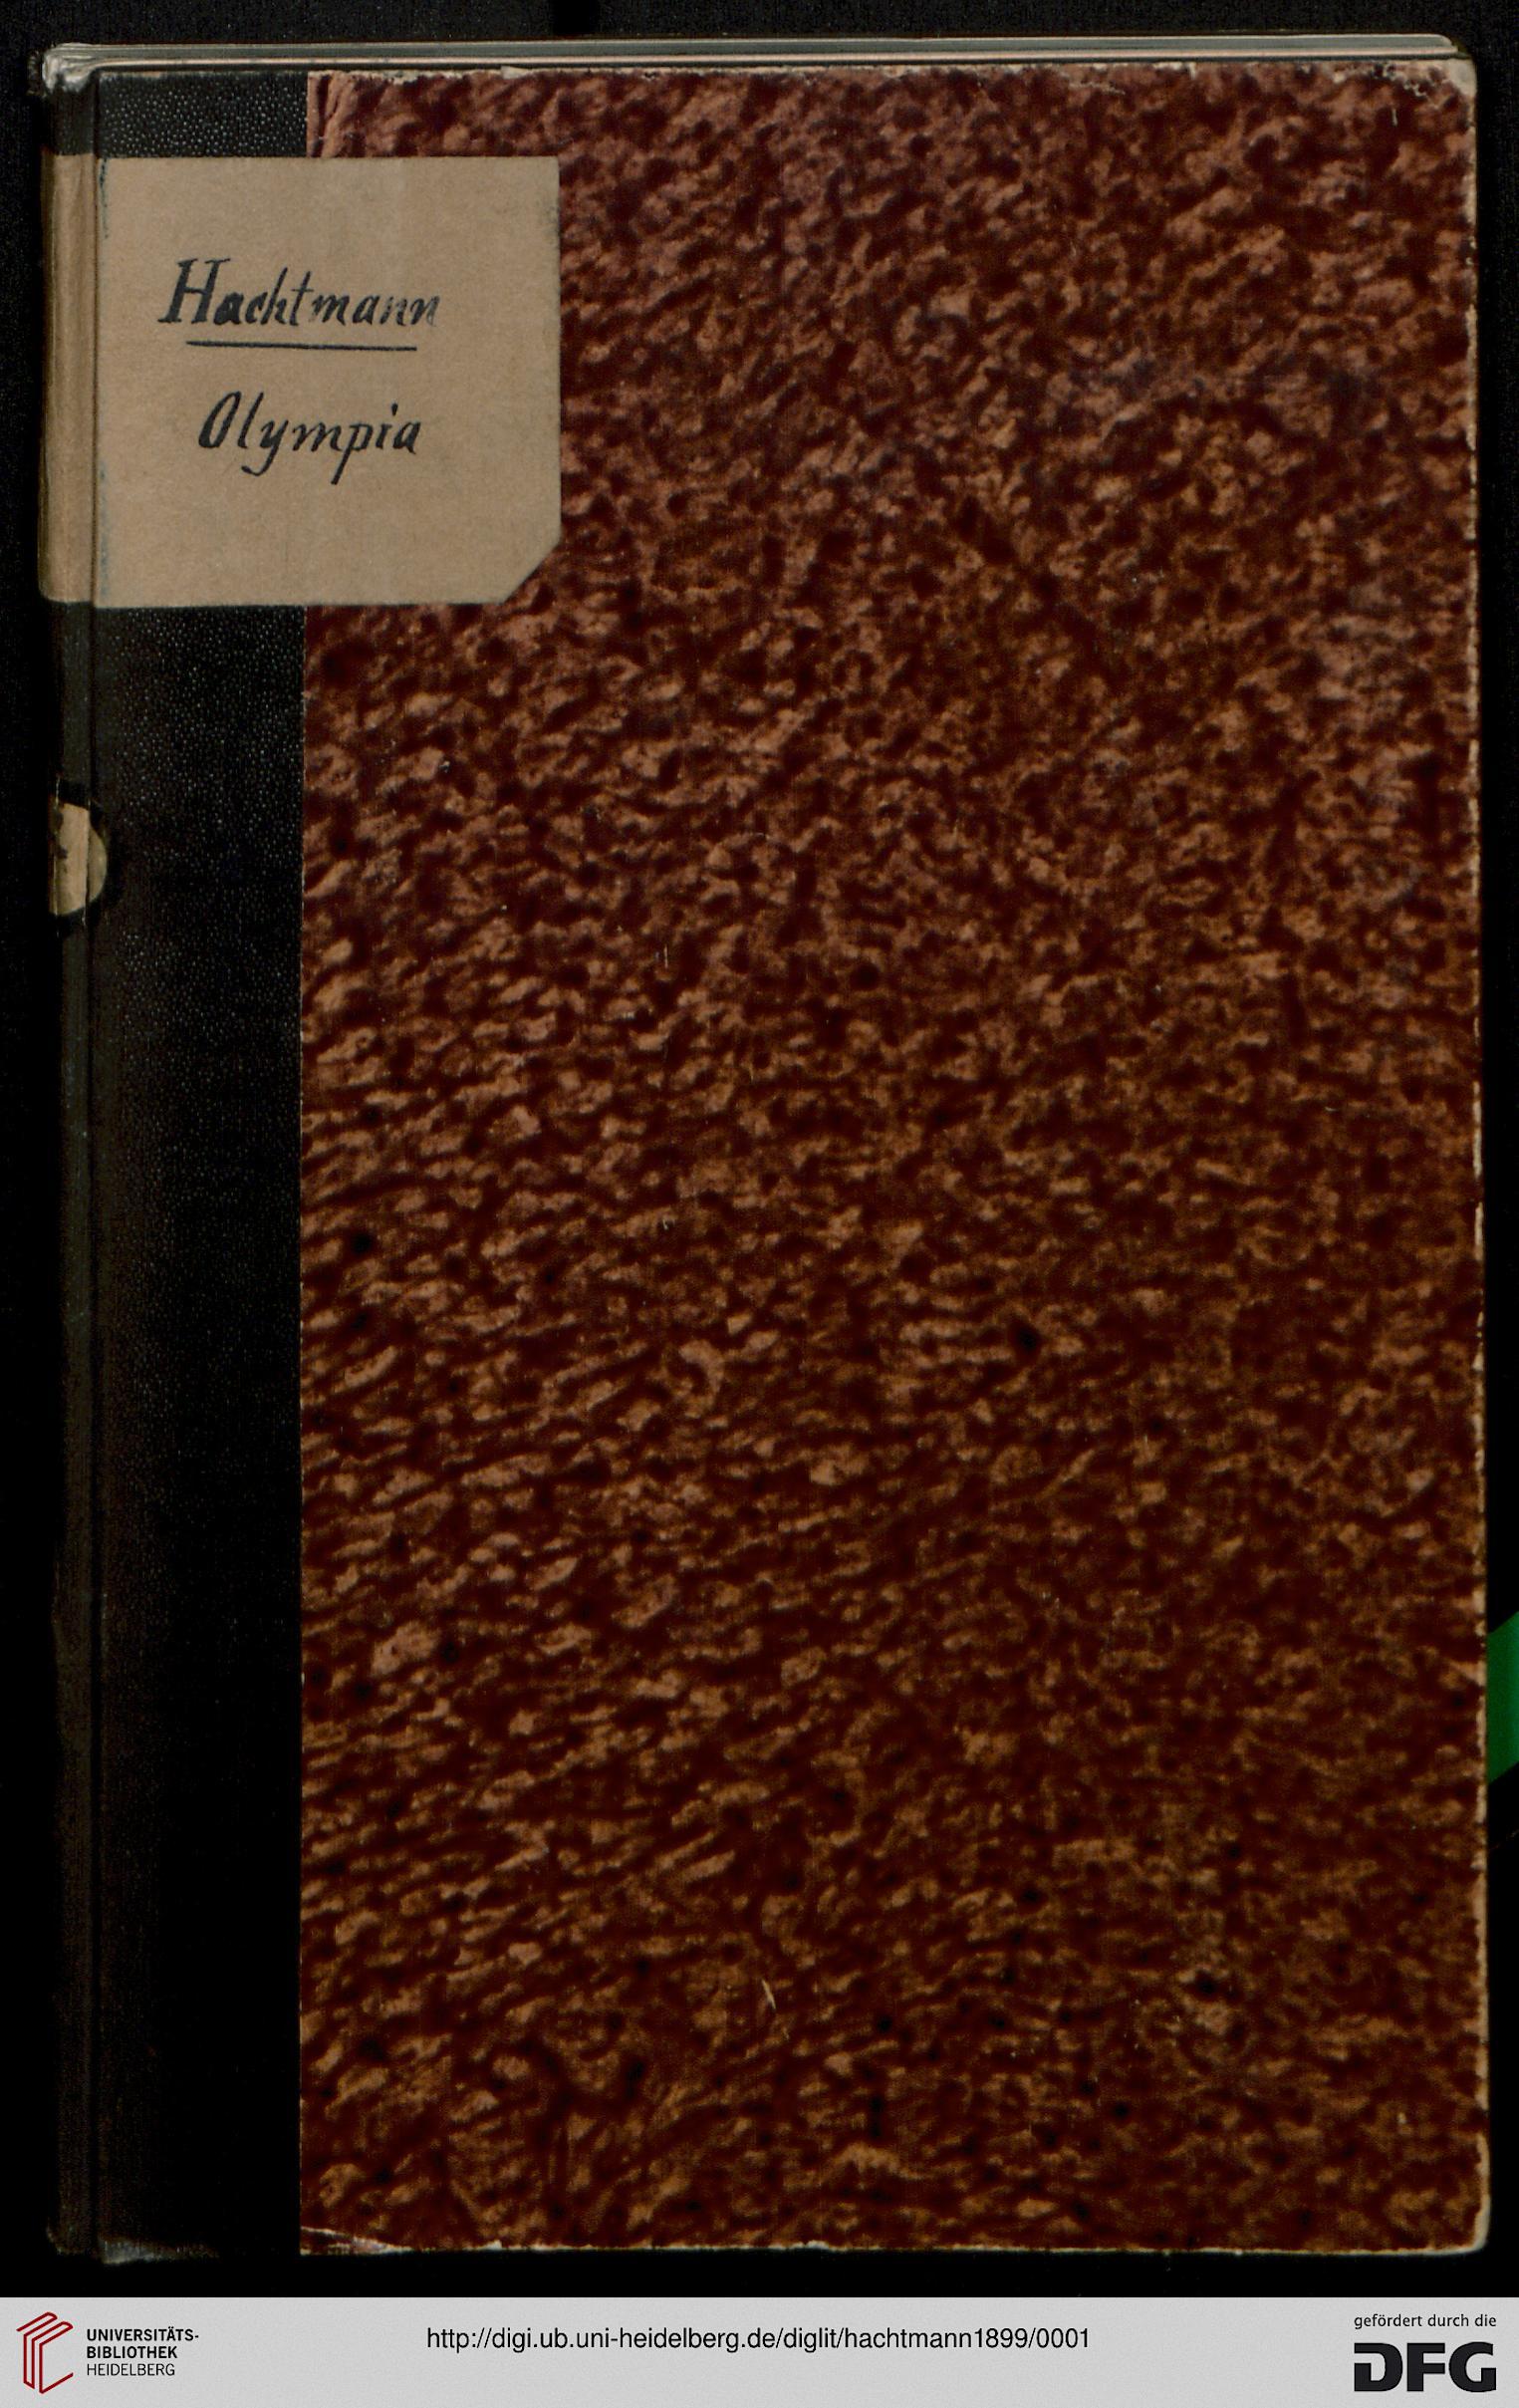 Hachtmann
Olympia
UNIVERSITÄTS-
BIBLIOTHEK
HEIDELBERG
http://digi.ub.uni-heidelberg.de/diglit/hachtmann1899/0001
gefördert durch die
DFG